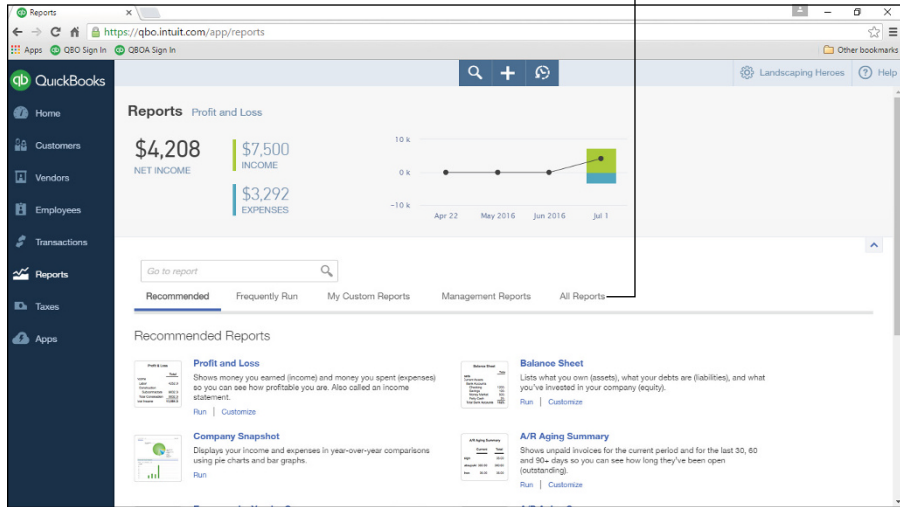 Reports
https://qbo.intuit.com/app/reports
Apps QBO Sign In QBOA Sign In Other bookmarks
qb QuickBooks
Landscaping Heroes Help
Home
Customers
Vendors
Employees
Transactions
Reports
Taxes
Apps
Reports Profit and Loss
$4,208
NET INCOME
$7,500
INCOME
$3,292
EXPENSES
10 k
0 k
-10 k
Apr 22 May 2016 Jun 2016 Jul 1
Go to report
Recommended Frequently Run My Custom Reports Management Reports All Reports
Recommended Reports
Profit and Loss
Shows money you earned (income) and money you spent (expenses)
so you can see how profitable you are. Also called an income
statement.
Run | Customize
Balance Sheet
Lists what you own (assets), what your debts are (liabilities), and what
you've invested in your company (equity).
Run | Customize
Company Snapshot
Displays your income and expenses in year-over-year comparisons
using pie charts and bar graphs.
Run
A/R Aging Summary
Shows unpaid invoices for the current period and for the last 30, 60
and 90+ days so you can see how long they've been open
(outstanding).
Run | Customize